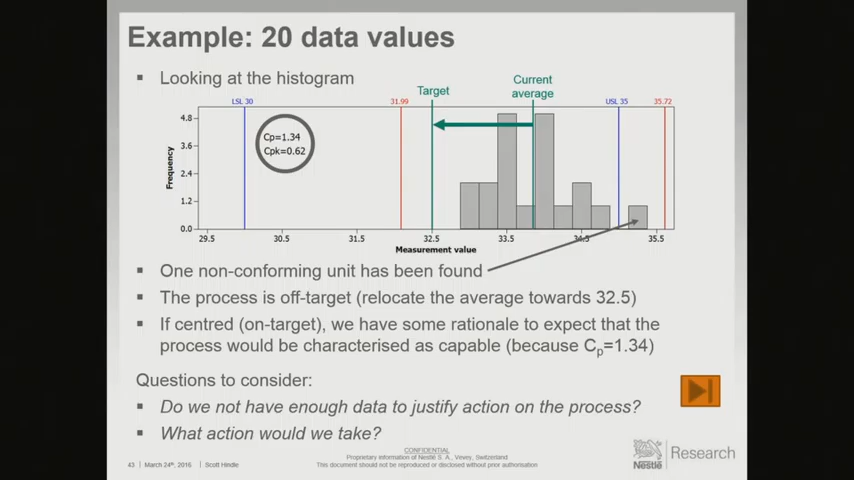 Example: 20 data values
Looking at the histogram
Target
Current
average
LSL 30
31.99
USL 35
35.72
4.8
3.6
2.4
1.2
0.0
Frequency
Cp=1.34
Cpk=0.62
29.5 30.5 31.5 32.5 33.5 34.5 35.5
Measurement value
One non-conforming unit has been found
The process is off-target (relocate the average towards 32.5)
If centred (on-target), we have some rationale to expect that the
process would be characterised as capable (because Cp=1.34)
Questions to consider:
Do we not have enough data to justify action on the process?
What action would we take?
43 March 24th, 2016 Scott Hindle
CONFIDENTIAL
Proprietary information of Nestlé S. A., Vevey, Switzerland
This document should not be reproduced or disclosed without prior authorisation
Nestlé Research